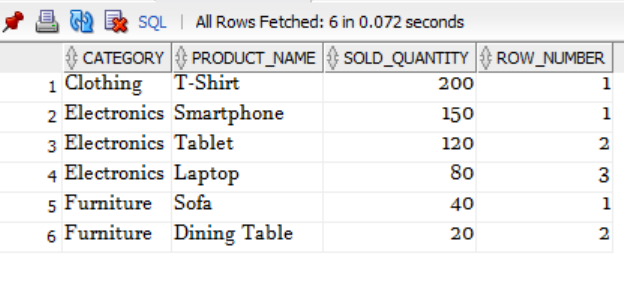 SQL | All Rows Fetched: 6 in 0.072 seconds
CATEGORY PRODUCT_NAME SOLD_QUANTITY ROW_NUMBER
1 Clothing T-Shirt 200 1
2 Electronics Smartphone 150 1
3 Electronics Tablet 120 2
4 Electronics Laptop 80 3
5 Furniture Sofa 40 1
6 Furniture Dining Table 20 2